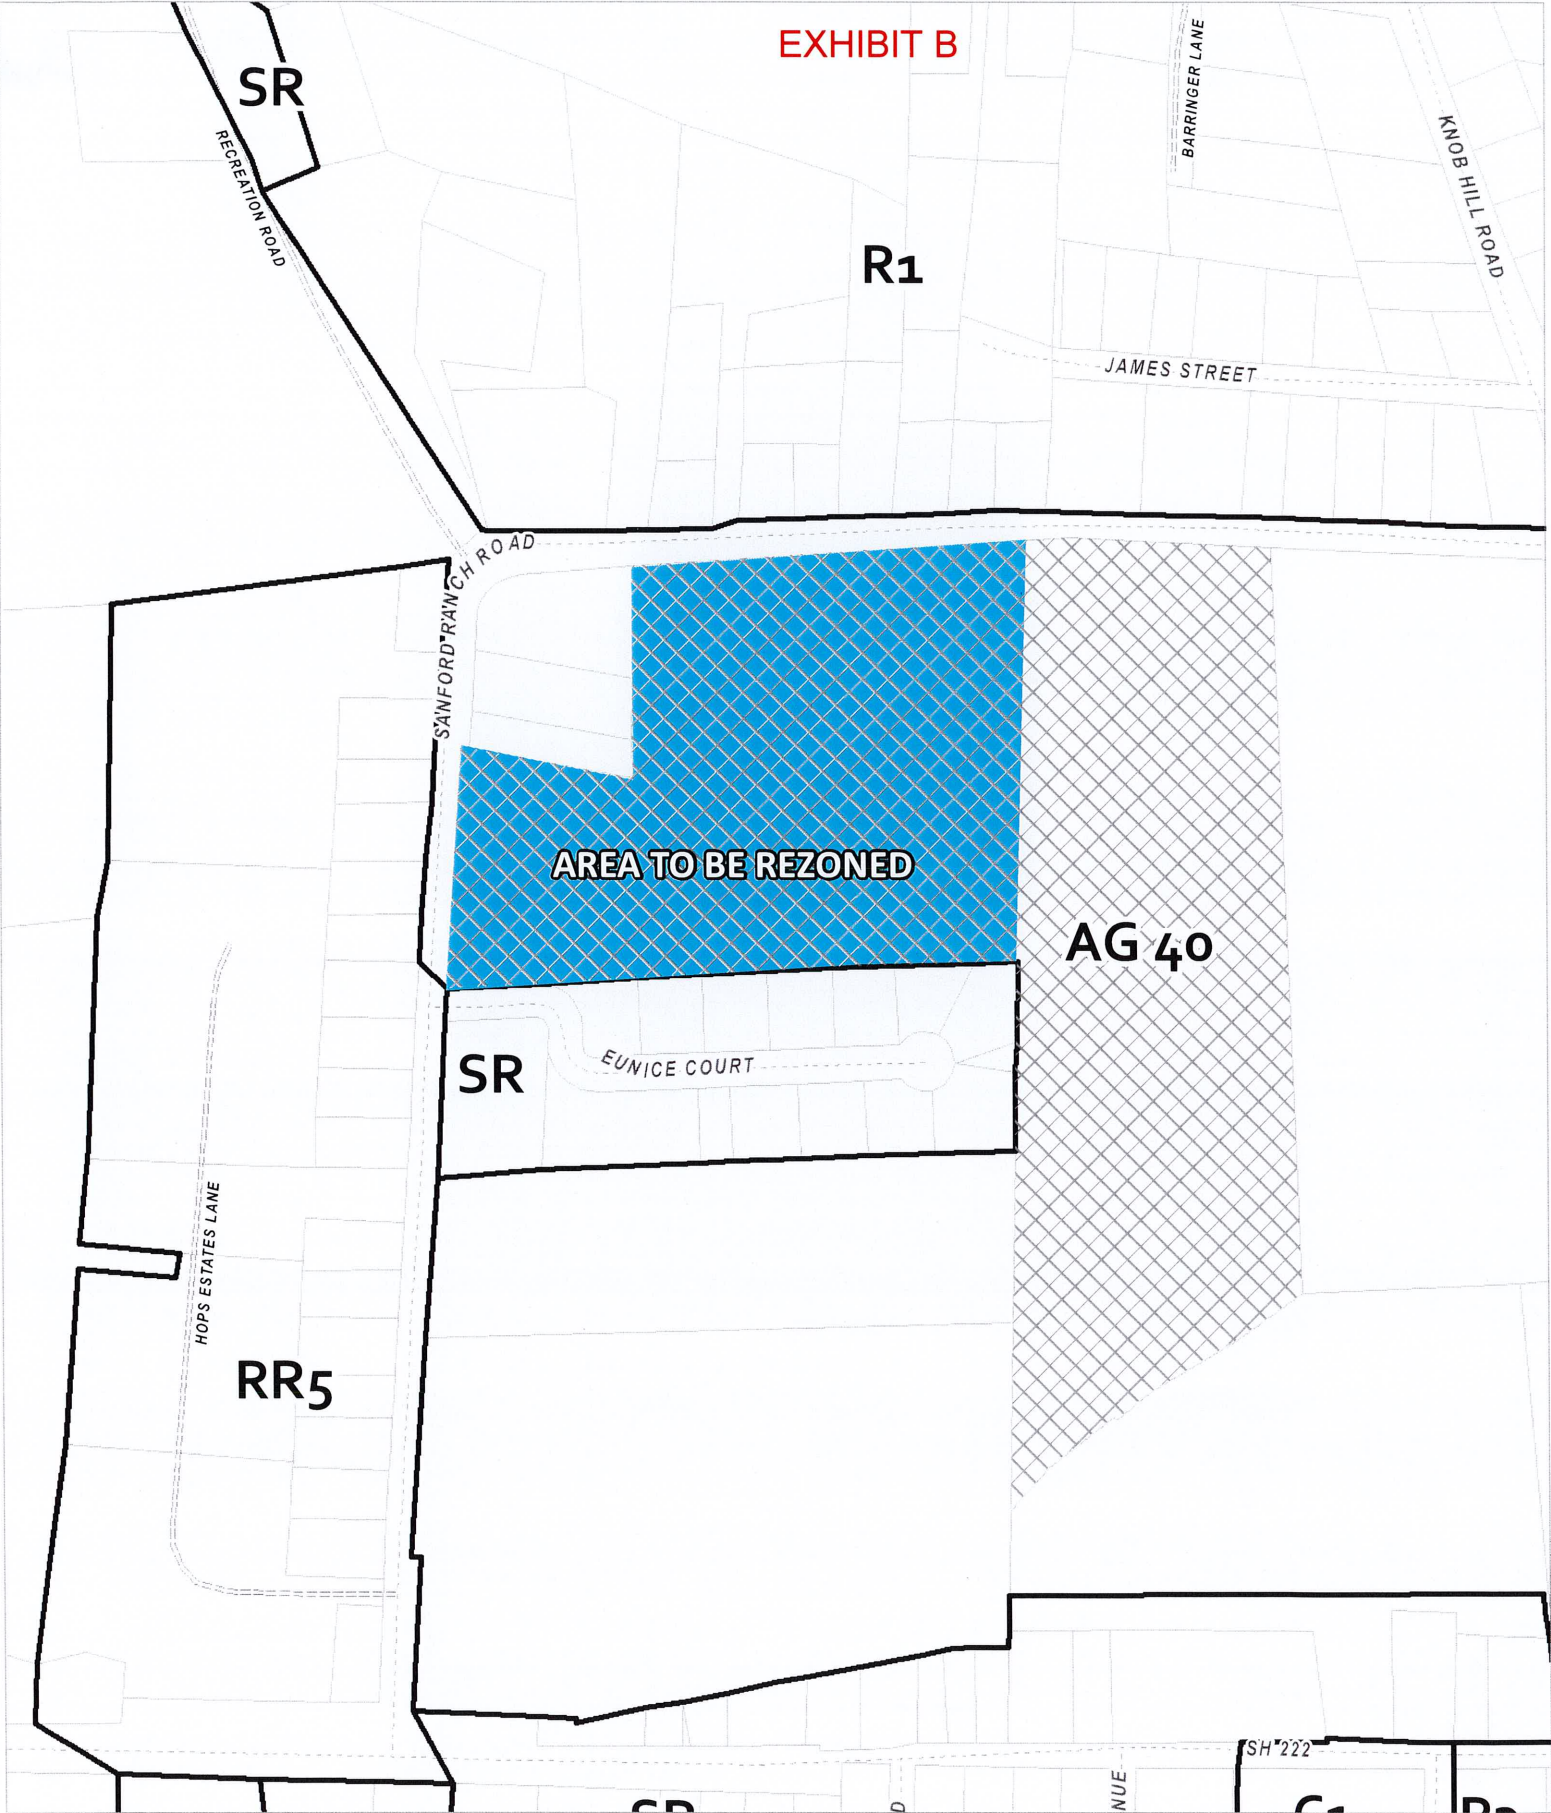 EXHIBIT B
SR
BARRINGER LANE
KNOB HILL ROAD
RECREATION ROAD
R1
JAMES STREET
SANFORD RANCH ROAD
AREA TO BE REZONED
AG 40
SR
EUNICE COURT
HOPS ESTATES LANE
RR5
SH 222